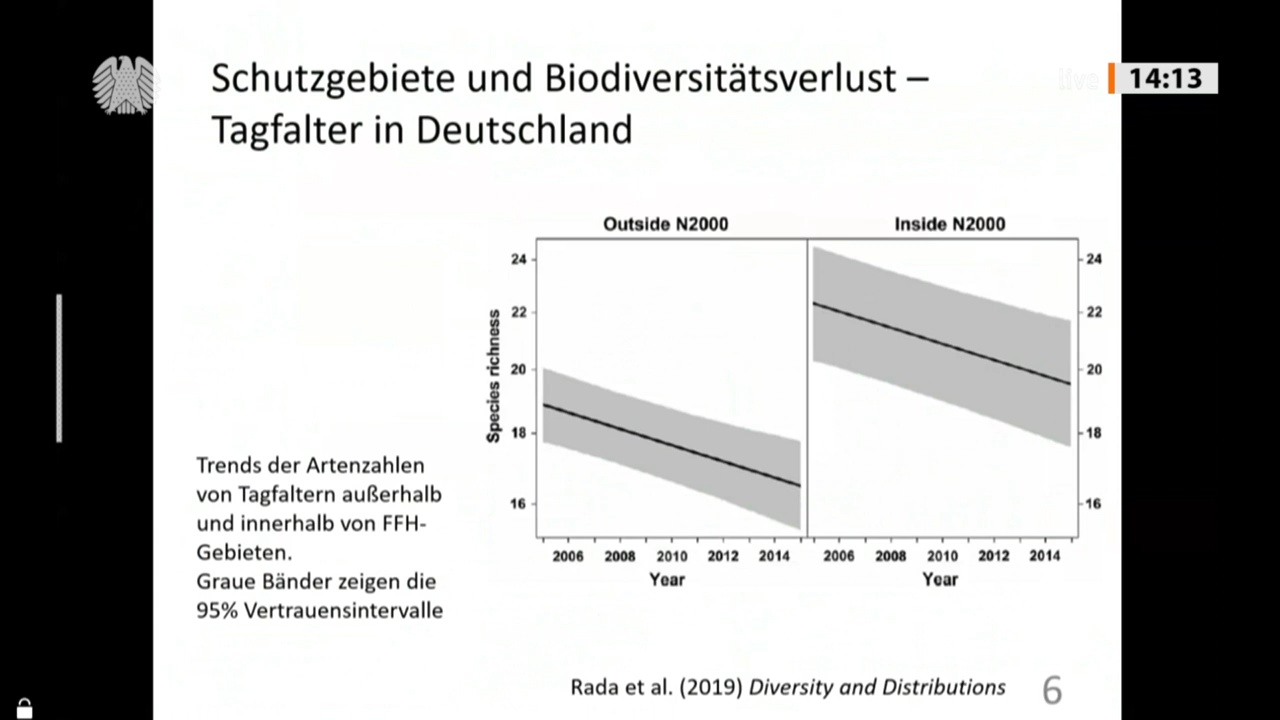 Schutzgebiete und Biodiversitätsverlust –
Tagfalter in Deutschland
live
14:13
Outside N2000
Inside N2000
24
22
20
18
16
Species richness
24
22
20
18
16
2006 2008 2010 2012 2014
2006 2008 2010 2012 2014
Year
Year
Trends der Artenzahlen
von Tagfaltern außerhalb
und innerhalb von FFH-
Gebieten.
Graue Bänder zeigen die
95% Vertrauensintervalle
Rada et al. (2019) Diversity and Distributions
6